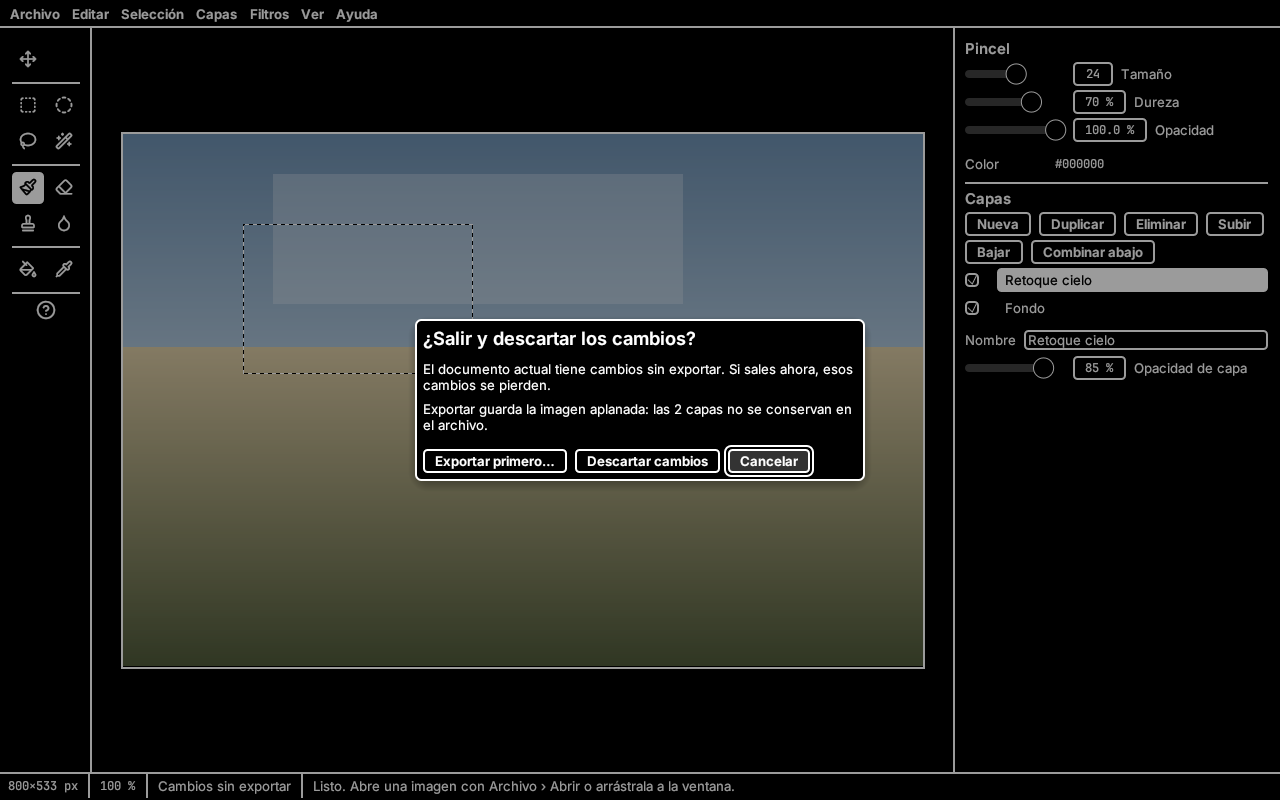 Archivo Editar Selección Capas Filtros Ver Ayuda
Pincel
24 Tamaño
70 % Dureza
100.0 % Opacidad
Color #000000
Capas
Nueva Duplicar Eliminar Subir
Bajar Combinar abajo
Retoque cielo
Fondo
Nombre Retoque cielo
85 % Opacidad de capa
¿Salir y descartar los cambios?
El documento actual tiene cambios sin exportar. Si sales ahora, esos
cambios se pierden.
Exportar guarda la imagen aplanada: las 2 capas no se conservan en
el archivo.
Exportar primero... Descartar cambios Cancelar
800×533 px 100 % Cambios sin exportar Listo. Abre una imagen con Archivo › Abrir o arrástrala a la ventana.